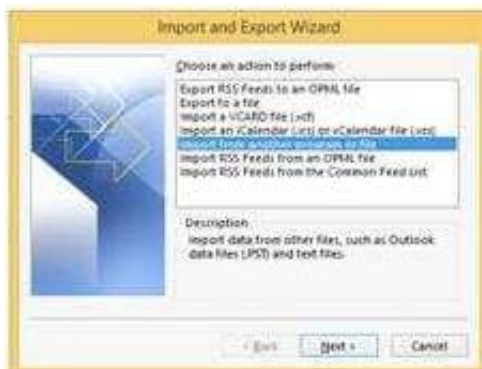 Import and Export Wizard
Choose an action to perform:
Export RSS Feeds to an OPML file
Export to a file
Import a VCARD file (.vcf)
Import an iCalendar (.ics) or vCalendar file (.vcs)
Import from another program or file
Import RSS Feeds from an OPML file
Import RSS Feeds from the Common Feed List
Description
Import data from other files, such as Outlook
data files (.PST) and text files.
< Back
Next >
Cancel